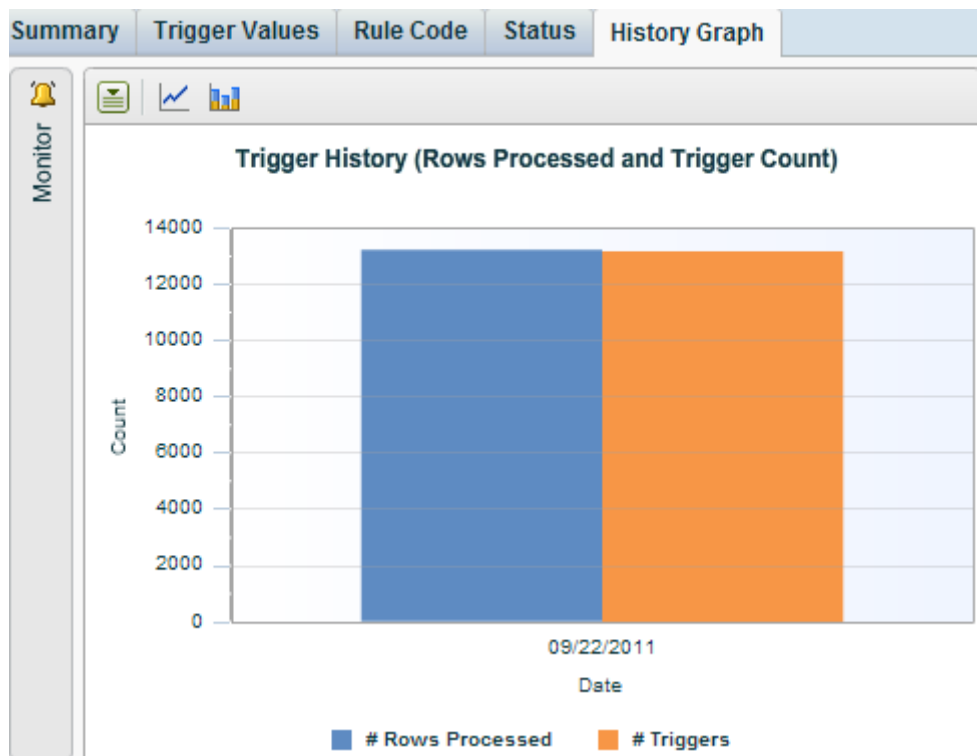 Summary Trigger Values Rule Code Status History Graph
Monitor
Trigger History (Rows Processed and Trigger Count)
14000
12000
10000
8000
6000
4000
2000
0
Count
09/22/2011
Date
# Rows Processed # Triggers